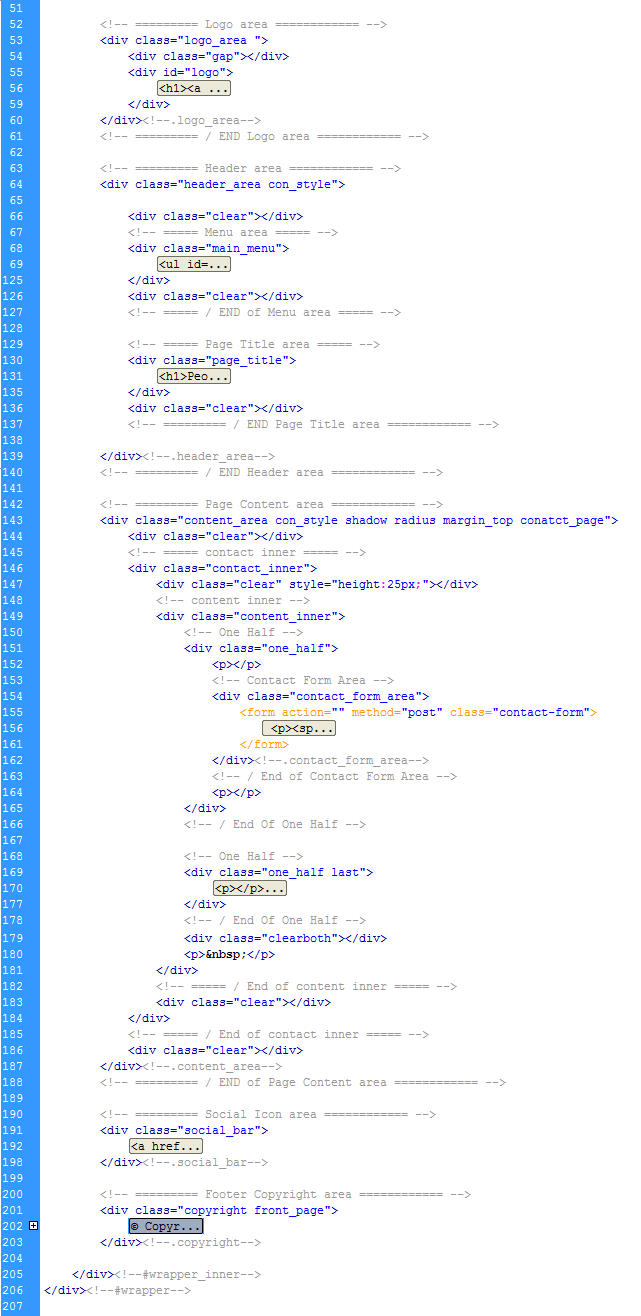 51
52 <!-- ========= Logo area ============ -->
53 <div class="logo_area ">
54 <div class="gap"></div>
55 <div id="logo">
56 <h1><a ...
59 </div>
60 </div><!--.logo_area-->
61 <!-- ========= / END Logo area ============ -->
62
63 <!-- ========= Header area ============ -->
64 <div class="header_area con_style">
65
66 <div class="clear"></div>
67 <!-- ===== Menu area ===== -->
68 <div class="main_menu">
69 <ul id=...
125 </div>
126 <div class="clear"></div>
127 <!-- ===== / END of Menu area ===== -->
128
129 <!-- ===== Page Title area ===== -->
130 <div class="page_title">
131 <h1>Peo...
135 </div>
136 <div class="clear"></div>
137 <!-- ========= / END Page Title area ============ -->
138
139 </div><!--.header_area-->
140 <!-- ========= / END Header area ============ -->
141
142 <!-- ========= Page Content area ============ -->
143 <div class="content_area con_style shadow radius margin_top conatct_page">
144 <div class="clear"></div>
145 <!-- ===== contact inner ===== -->
146 <div class="contact_inner">
147 <div class="clear" style="height:25px;"></div>
148 <!-- content inner -->
149 <div class="content_inner">
150 <!-- One Half -->
151 <div class="one_half">
152 <p></p>
153 <!-- Contact Form Area -->
154 <div class="contact_form_area">
155 <form action="" method="post" class="contact-form">
156 <p><sp...
161 </form>
162 </div><!--.contact_form_area-->
163 <!-- / End of Contact Form Area -->
164 <p></p>
165 </div>
166 <!-- / End Of One Half -->
167
168 <!-- One Half -->
169 <div class="one_half last">
170 <p></p>...
177 </div>
178 <!-- / End Of One Half -->
179 <div class="clearboth"></div>
180 <p>&nbsp;</p>
181 </div>
182 <!-- ===== / End of content inner ===== -->
183 <div class="clear"></div>
184 </div>
185 <!-- ===== / End of contact inner ===== -->
186 <div class="clear"></div>
187 </div><!--.content_area-->
188 <!-- ========= / END of Page Content area ============ -->
189
190 <!-- ========= Social Icon area ============ -->
191 <div class="social_bar">
192 <a href...
198 </div><!--.social_bar-->
199
200 <!-- ========= Footer Copyright area ============ -->
201 <div class="copyright front_page">
202 © Copyr...
203 </div><!--.copyright-->
204
205 </div><!--#wrapper_inner-->
206 </div><!--#wrapper-->
207